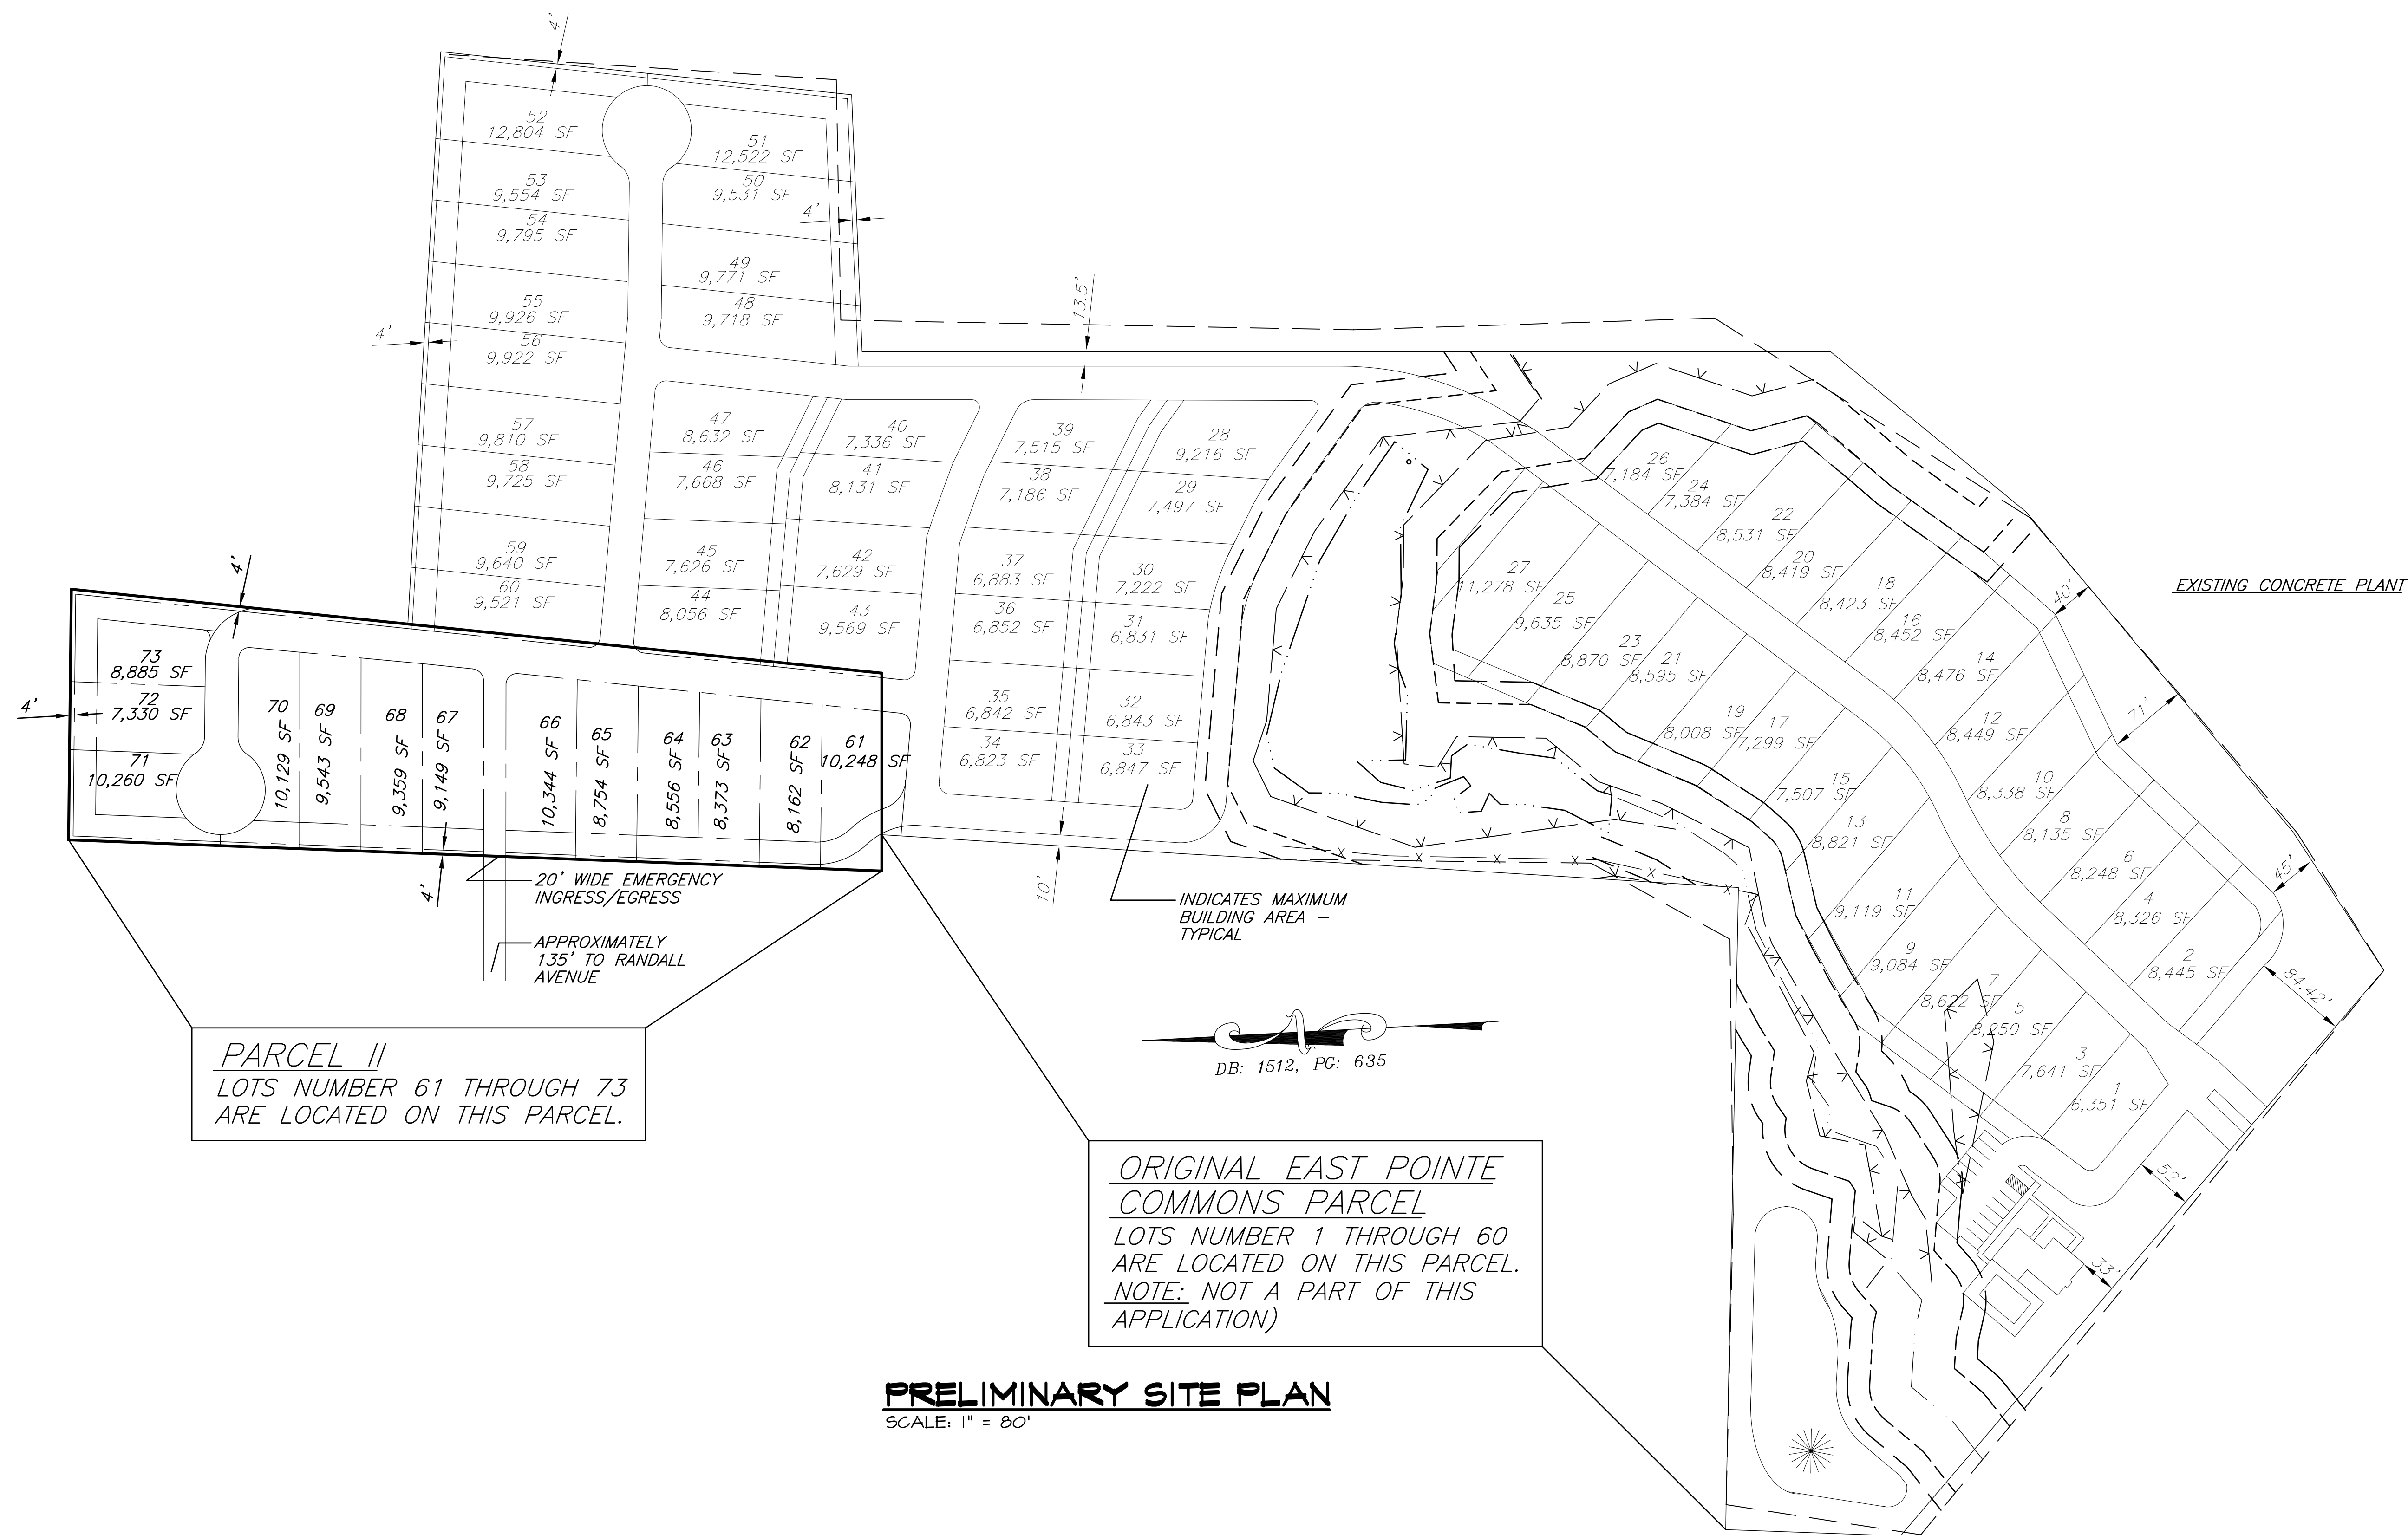 4'
52
12,804 SF
51
12,522 SF
53
9,554 SF
50
9,531 SF
4'
54
9,795 SF
49
9,771 SF
48
9,718 SF
55
9,926 SF
4'
56
9,922 SF
13.5'
57
9,810 SF
58
9,725 SF
59
9,640 SF
60
9,521 SF
47
8,632 SF
46
7,668 SF
45
7,626 SF
44
8,056 SF
40
7,336 SF
41
8,131 SF
42
7,629 SF
43
9,569 SF
39
7,515 SF
38
7,186 SF
37
6,883 SF
36
6,852 SF
35
6,842 SF
34
6,823 SF
28
9,216 SF
29
7,497 SF
30
7,222 SF
31
6,831 SF
32
6,843 SF
33
6,847 SF
26
7,184 SF
24
7,384 SF
22
8,531 SF
20
8,419 SF
18
8,423 SF
16
8,452 SF
14
8,476 SF
12
8,449 SF
10
8,338 SF
8
8,135 SF
6
8,248 SF
4
8,326 SF
2
8,445 SF
27
11,278 SF
25
9,635 SF
23
8,870 SF
21
8,595 SF
19
8,008 SF
17
7,299 SF
15
7,507 SF
13
8,821 SF
11
9,119 SF
9
9,084 SF
7
8,622 SF
5
8,250 SF
3
7,641 SF
1
6,351 SF
EXISTING CONCRETE PLANT
40'
71'
45'
84.42'
52'
33'
4'
4'
73
8,885 SF
72
7,330 SF
71
10,260 SF
70
10,129 SF
69
9,543 SF
68
9,359 SF
67
9,149 SF
66
10,344 SF
65
8,754 SF
64
8,556 SF
63
8,373 SF
62
8,162 SF
61
10,248 SF
4'
10'
20' WIDE EMERGENCY
INGRESS/EGRESS
APPROXIMATELY
135' TO RANDALL
AVENUE
INDICATES MAXIMUM
BUILDING AREA –
TYPICAL
N
DB: 1512, PG: 635
PARCEL II
LOTS NUMBER 61 THROUGH 73
ARE LOCATED ON THIS PARCEL.
ORIGINAL EAST POINTE
COMMONS PARCEL
LOTS NUMBER 1 THROUGH 60
ARE LOCATED ON THIS PARCEL.
NOTE: NOT A PART OF THIS
APPLICATION)
PRELIMINARY SITE PLAN
SCALE: 1" = 80'